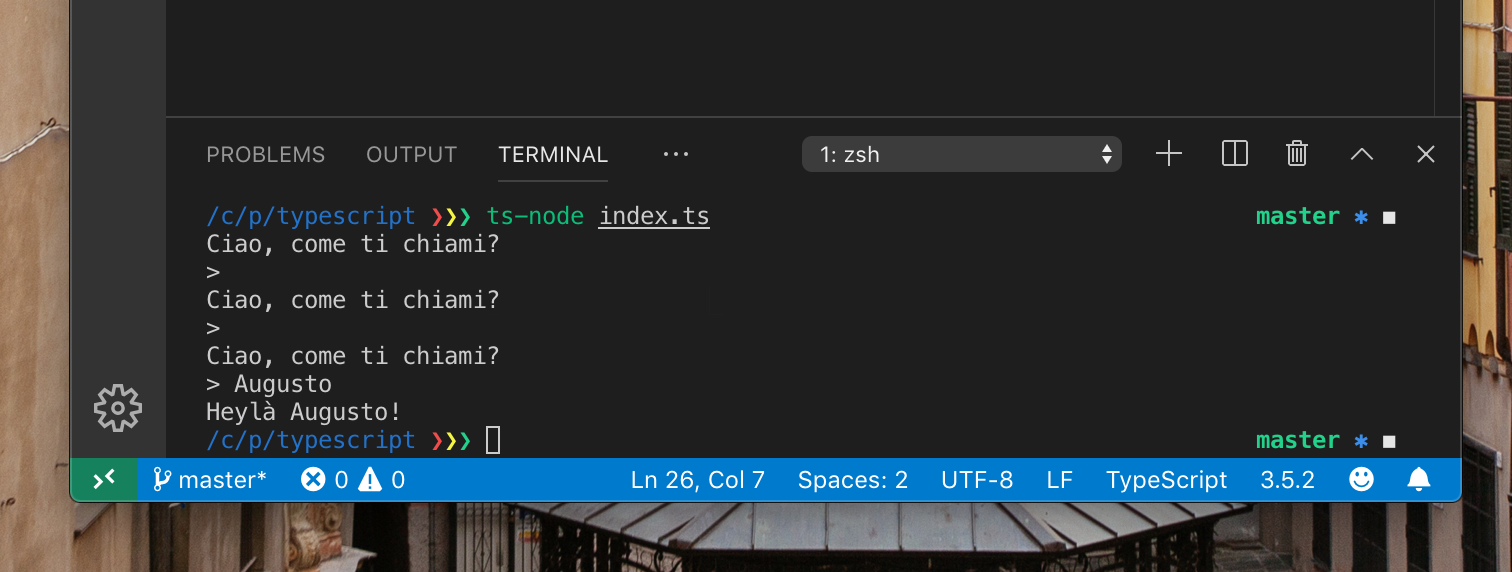 PROBLEMS OUTPUT TERMINAL ··· 1: zsh
/c/p/typescript ❯❯❯ ts-node index.ts master * ■
Ciao, come ti chiami?
>
Ciao, come ti chiami?
>
Ciao, come ti chiami?
> Augusto
Heylà Augusto!
/c/p/typescript ❯❯❯ master * ■
master* 0 0 Ln 26, Col 7 Spaces: 2 UTF-8 LF TypeScript 3.5.2